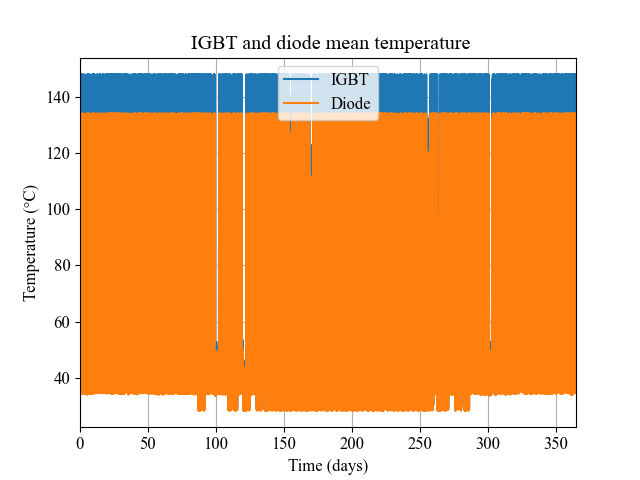 IGBT and diode mean temperature
IGBT
Diode
Temperature (°C)
140
120
100
80
60
40
0 50 100 150 200 250 300 350
Time (days)